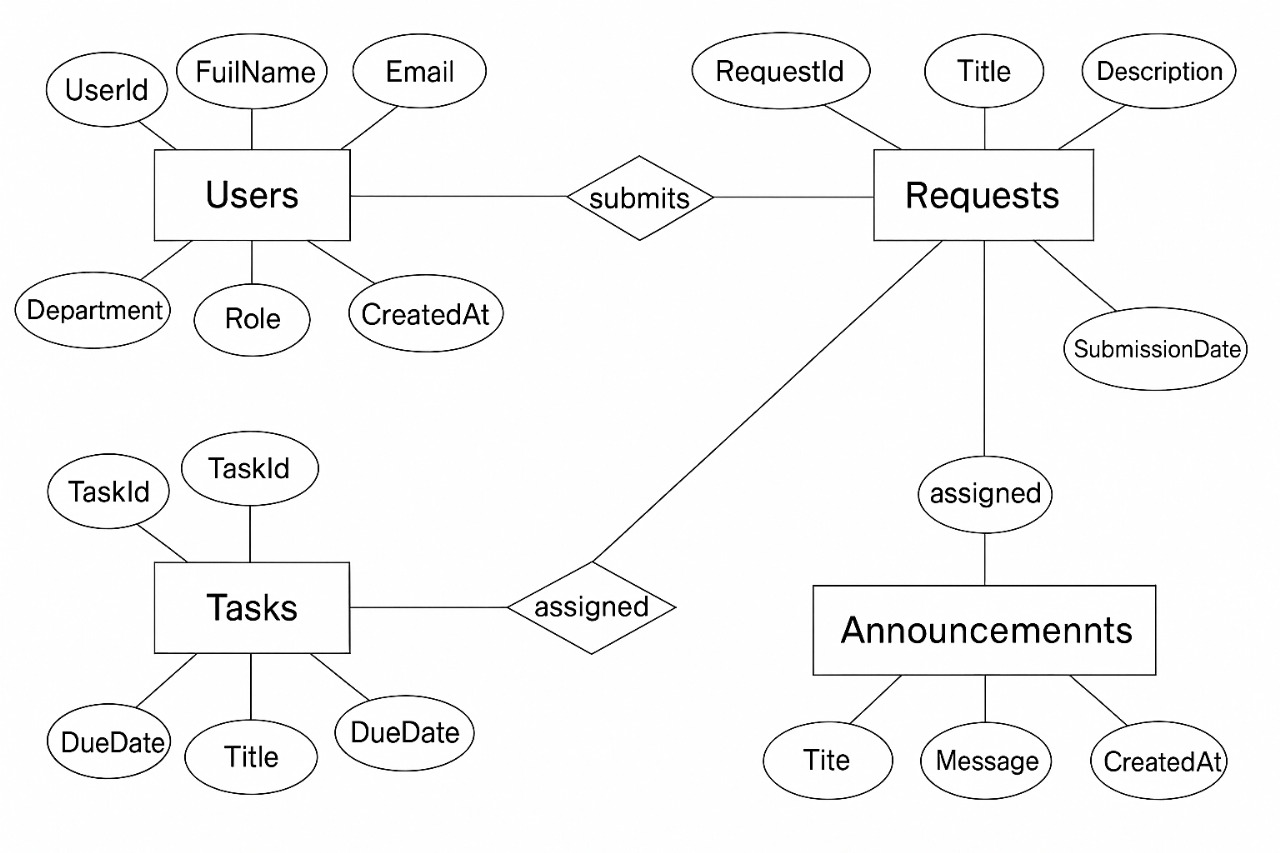 UserId
FuilName
Email
RequestId
Title
Description
Users
submits
Requests
Department
Role
CreatedAt
SubmissionDate
TaskId
TaskId
assigned
Tasks
assigned
Announcemennts
DueDate
Title
DueDate
Tite
Message
CreatedAt